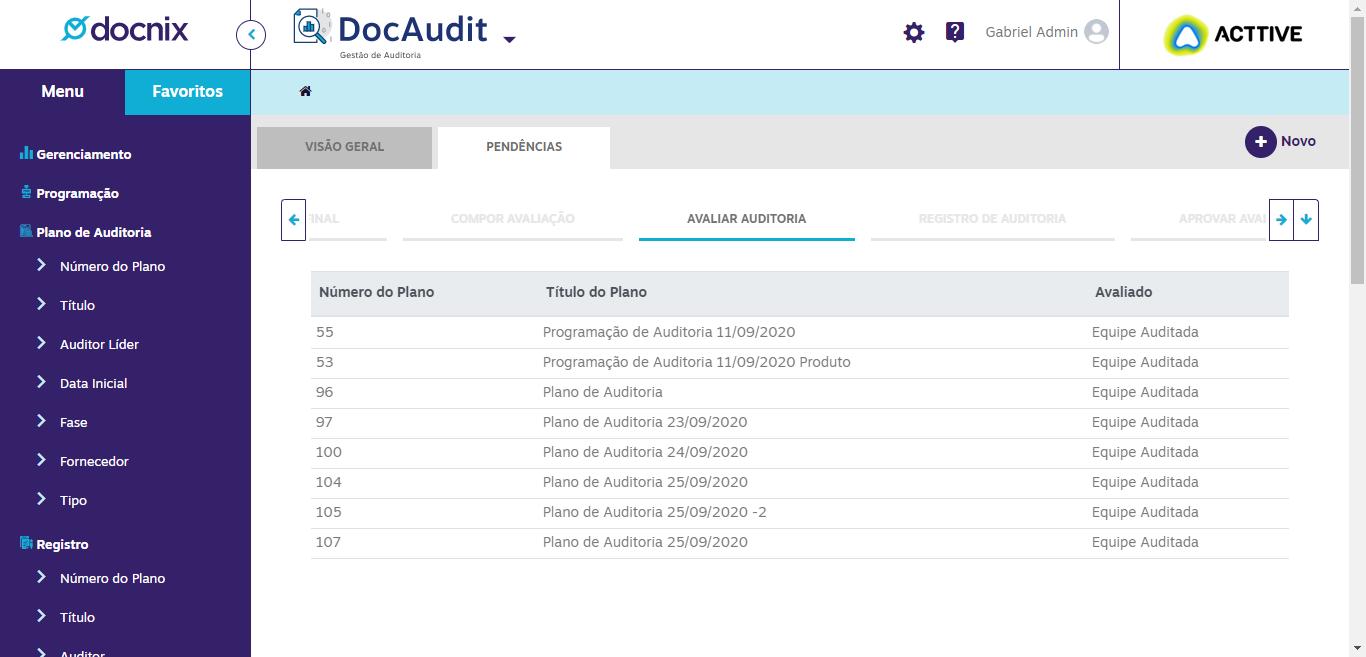 docnix
DocAudit
Gestão de Auditoria
Gabriel Admin
ACTTIVE
Menu
Favoritos
Gerenciamento
Programação
Plano de Auditoria
Número do Plano
Título
Auditor Líder
Data Inicial
Fase
Fornecedor
Tipo
Registro
Número do Plano
Título
Auditor
VISÃO GERAL
PENDÊNCIAS
Novo
INAL
COMPOR AVALIAÇÃO
AVALIAR AUDITORIA
REGISTRO DE AUDITORIA
APROVAR AVAL
Número do Plano Título do Plano Avaliado
55 Programação de Auditoria 11/09/2020 Equipe Auditada
53 Programação de Auditoria 11/09/2020 Produto Equipe Auditada
96 Plano de Auditoria Equipe Auditada
97 Plano de Auditoria 23/09/2020 Equipe Auditada
100 Plano de Auditoria 24/09/2020 Equipe Auditada
104 Plano de Auditoria 25/09/2020 Equipe Auditada
105 Plano de Auditoria 25/09/2020 -2 Equipe Auditada
107 Plano de Auditoria 25/09/2020 Equipe Auditada